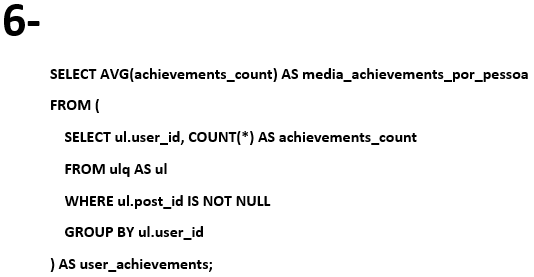 6-
SELECT AVG(achievements_count) AS media_achievements_por_pessoa
FROM (
SELECT ul.user_id, COUNT(*) AS achievements_count
FROM ulq AS ul
WHERE ul.post_id IS NOT NULL
GROUP BY ul.user_id
) AS user_achievements;